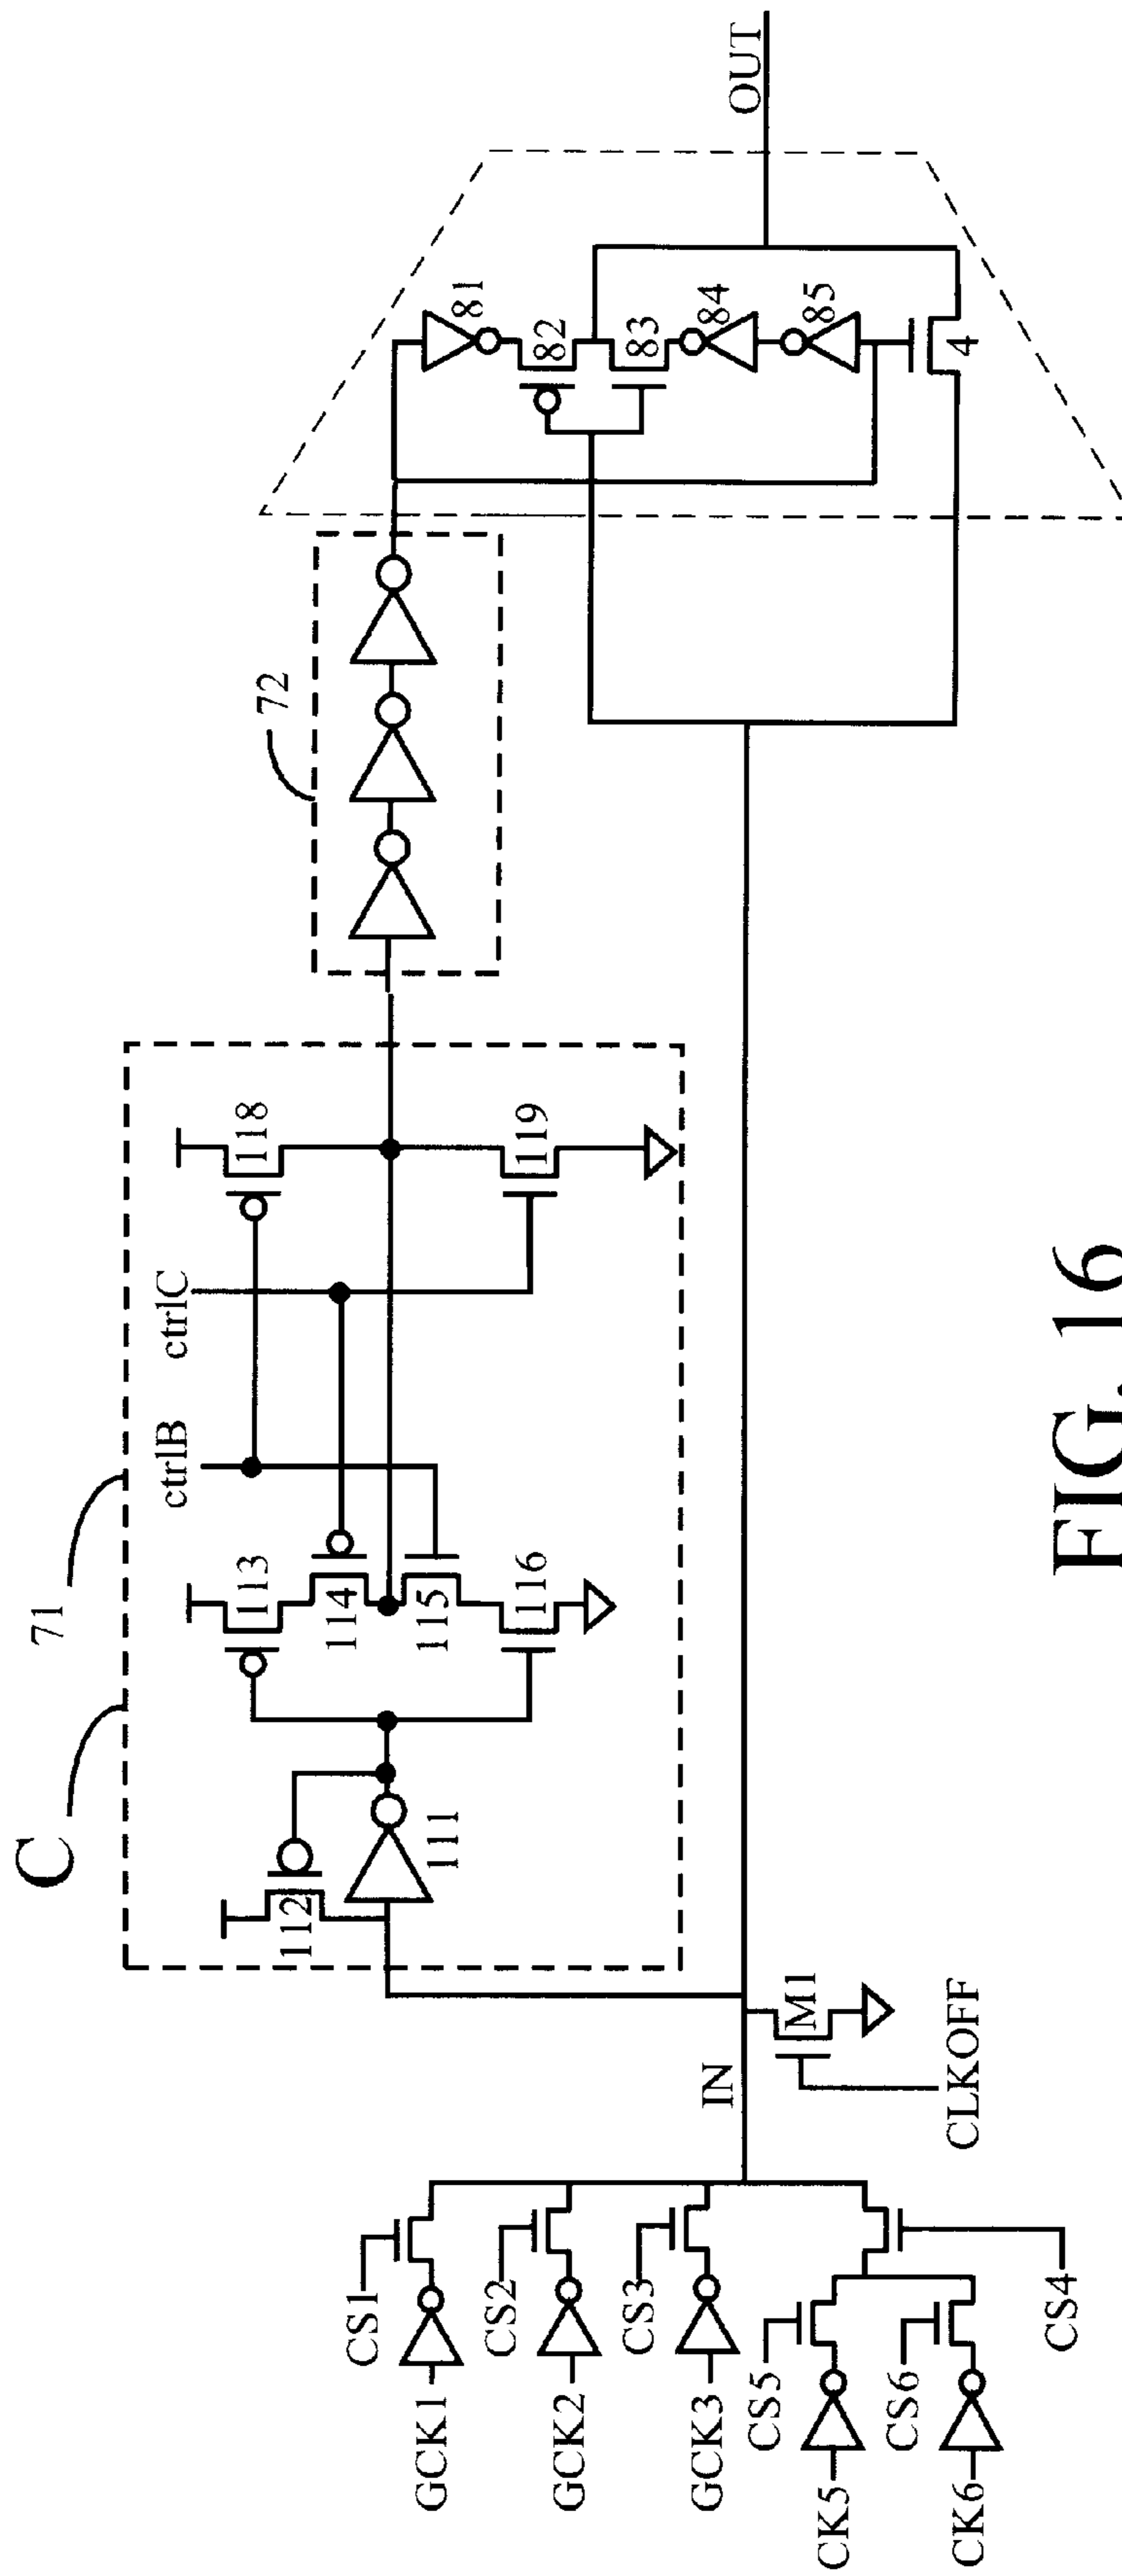 C
71
ctrlB
ctrlC
112
111
113
114
115
116
118
119
72
81
82
83
84
85
4
OUT
CS1
GCK1
CS2
GCK2
CS3
GCK3
CS5
CK5
CS6
CK6
CS4
IN
M1
CLKOFF
FIG. 16